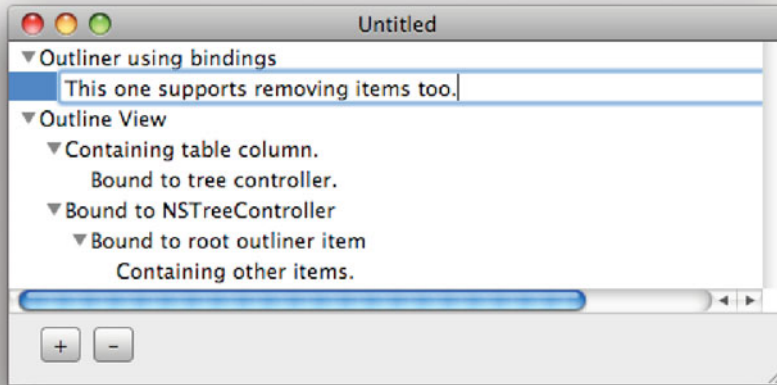 Untitled
Outliner using bindings
This one supports removing items too.
Outline View
Containing table column.
Bound to tree controller.
Bound to NSTreeController
Bound to root outliner item
Containing other items.
+ -